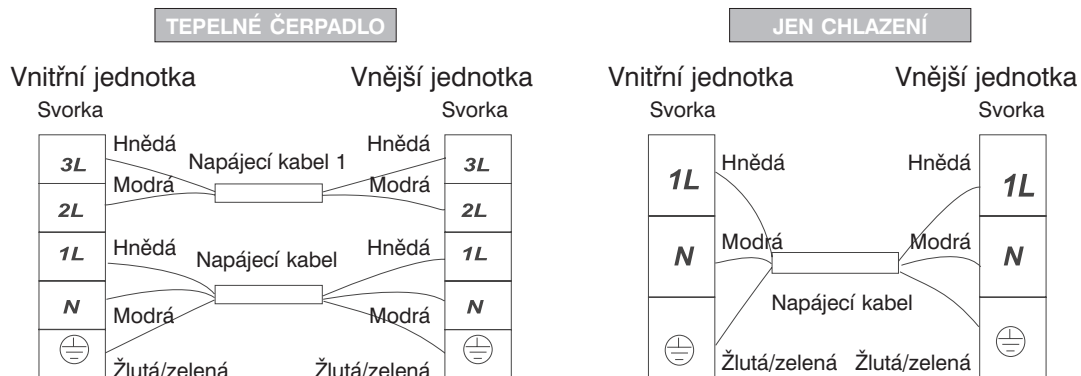 TEPELNÉ ČERPADLO
Vnitřní jednotka Vnější jednotka
Svorka Svorka
Hnědá Hnědá
3L Napájecí kabel 1 3L
Modrá Modrá
2L 2L
Hnědá Hnědá
1L Napájecí kabel 1L
N N
Modrá Modrá
Žlutá/zelená Žlutá/zelená
JEN CHLAZENÍ
Vnitřní jednotka Vnější jednotka
Svorka Svorka
Hnědá Hnědá
1L 1L
Modrá Modrá
N N
Napájecí kabel
Žlutá/zelená Žlutá/zelená